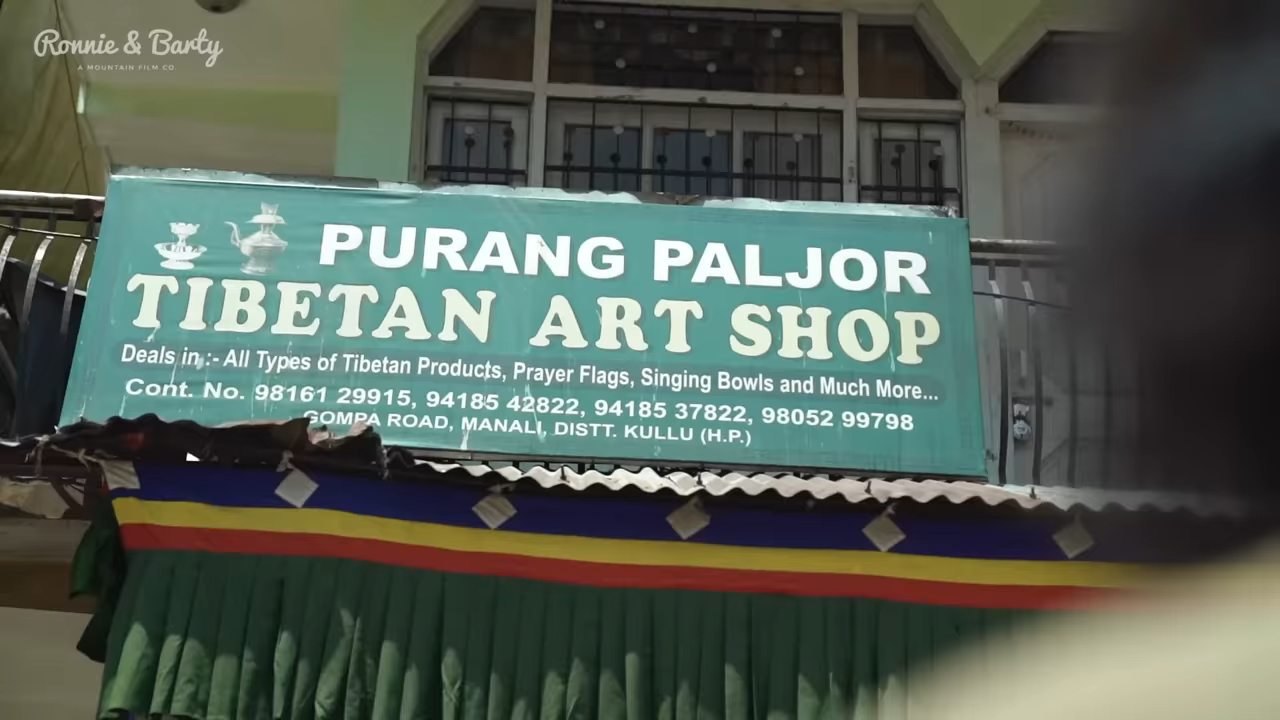 Ronnie & Barty
A MOUNTAIN FILM CO.
PURANG PALJOR
TIBETAN ART SHOP
Deals in :- All Types of Tibetan Products, Prayer Flags, Singing Bowls and Much More...
Cont. No. 98161 29915, 94185 42822, 94185 37822, 98052 99798
GOMPA ROAD, MANALI, DISTT. KULLU (H.P.)